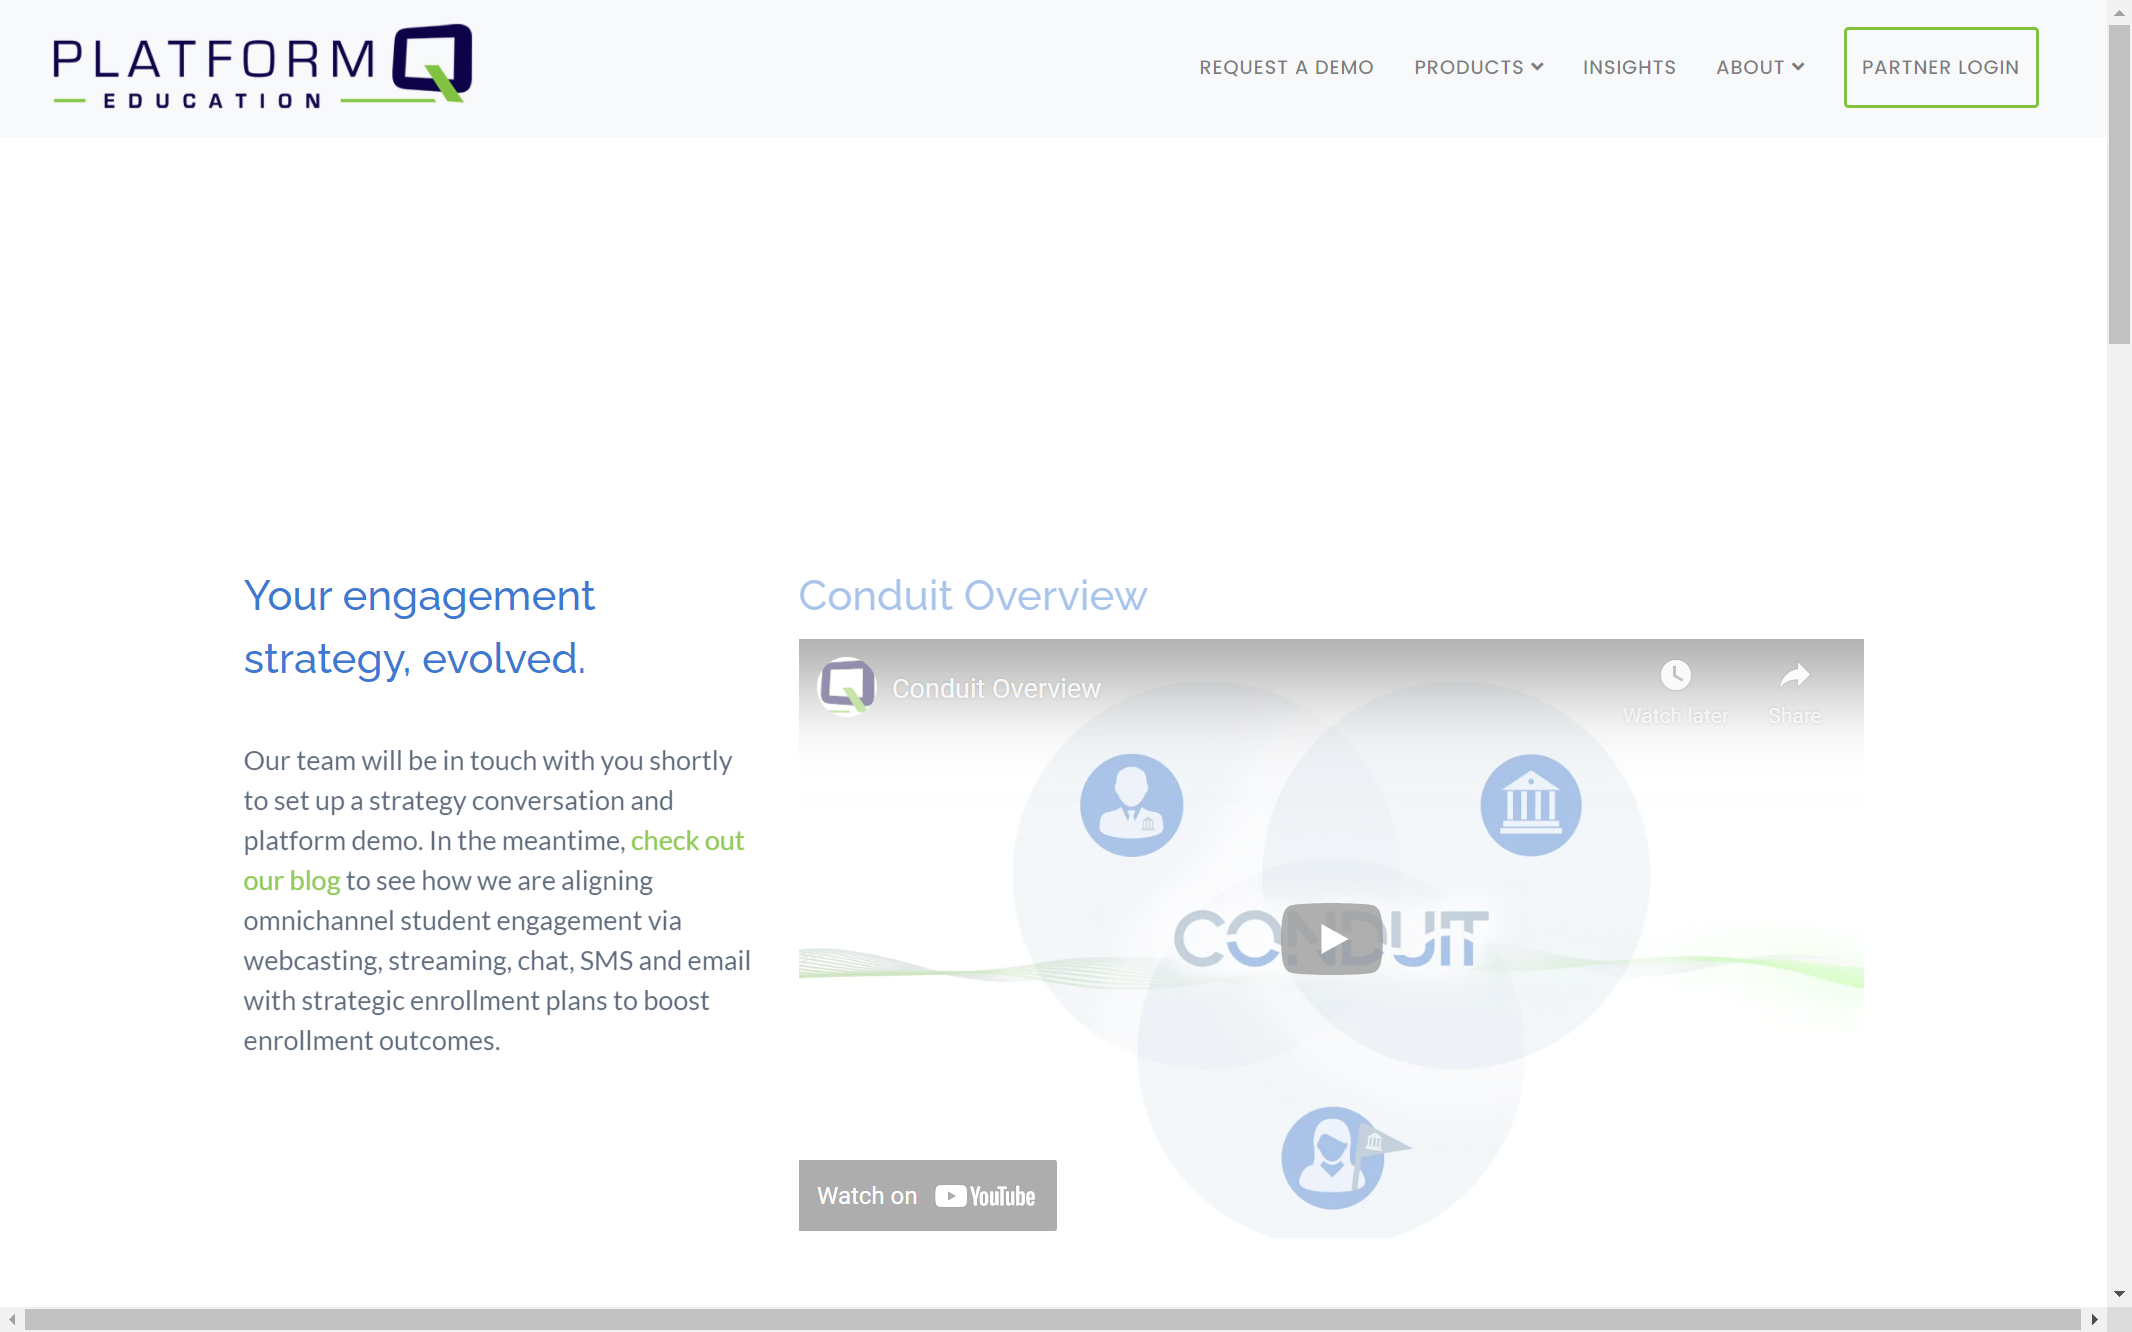 PLATFORM
EDUCATION
REQUEST A DEMO
PRODUCTS
INSIGHTS
ABOUT
PARTNER LOGIN
Your engagement
strategy, evolved.
Our team will be in touch with you shortly
to set up a strategy conversation and
platform demo. In the meantime, check out
our blog to see how we are aligning
omnichannel student engagement via
webcasting, streaming, chat, SMS and email
with strategic enrollment plans to boost
enrollment outcomes.
Conduit Overview
Conduit Overview
Watch later
Share
CONDUIT
Watch on YouTube